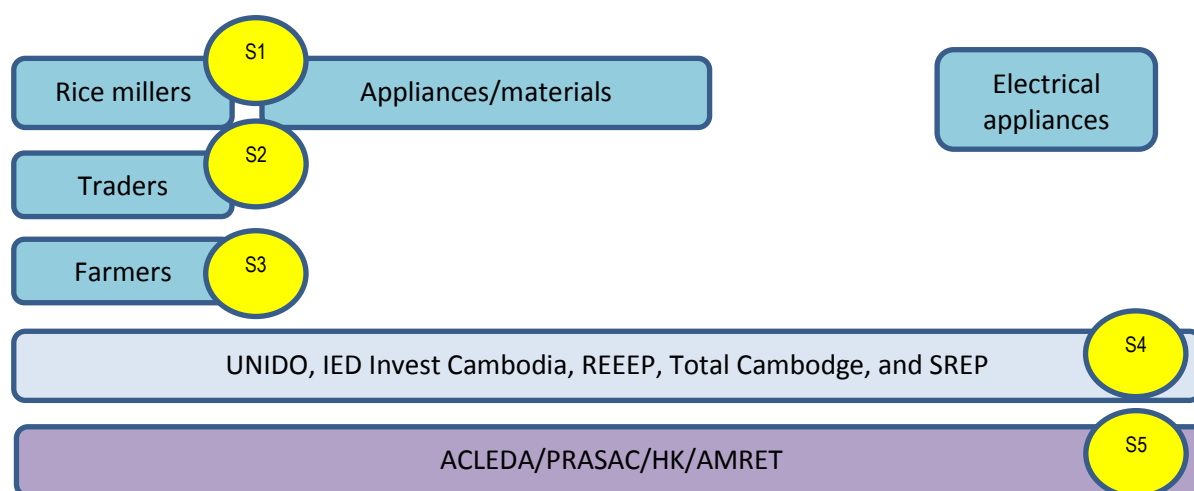 S1
Rice millers
Appliances/materials
Electrical
appliances
S2
Traders
Farmers
S3
UNIDO, IED Invest Cambodia, REEEP, Total Cambodge, and SREP
S4
ACLEDA/PRASAC/HK/AMRET
S5